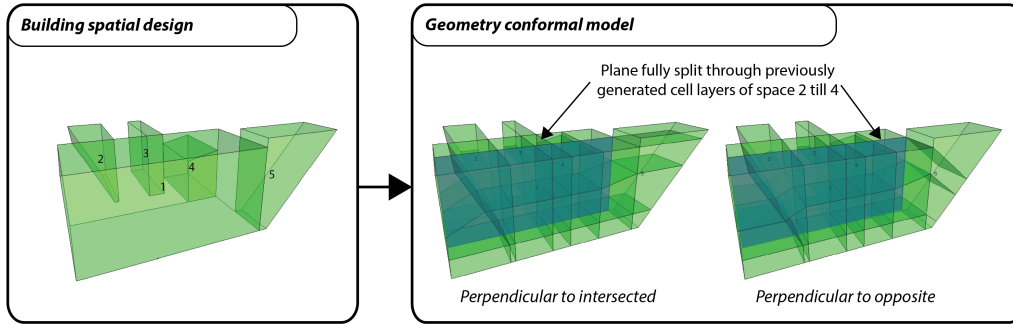 Building spatial design
2
3
4
1
5
Geometry conformal model
Plane fully split through previously
generated cell layers of space 2 till 4
Perpendicular to intersected
Perpendicular to opposite